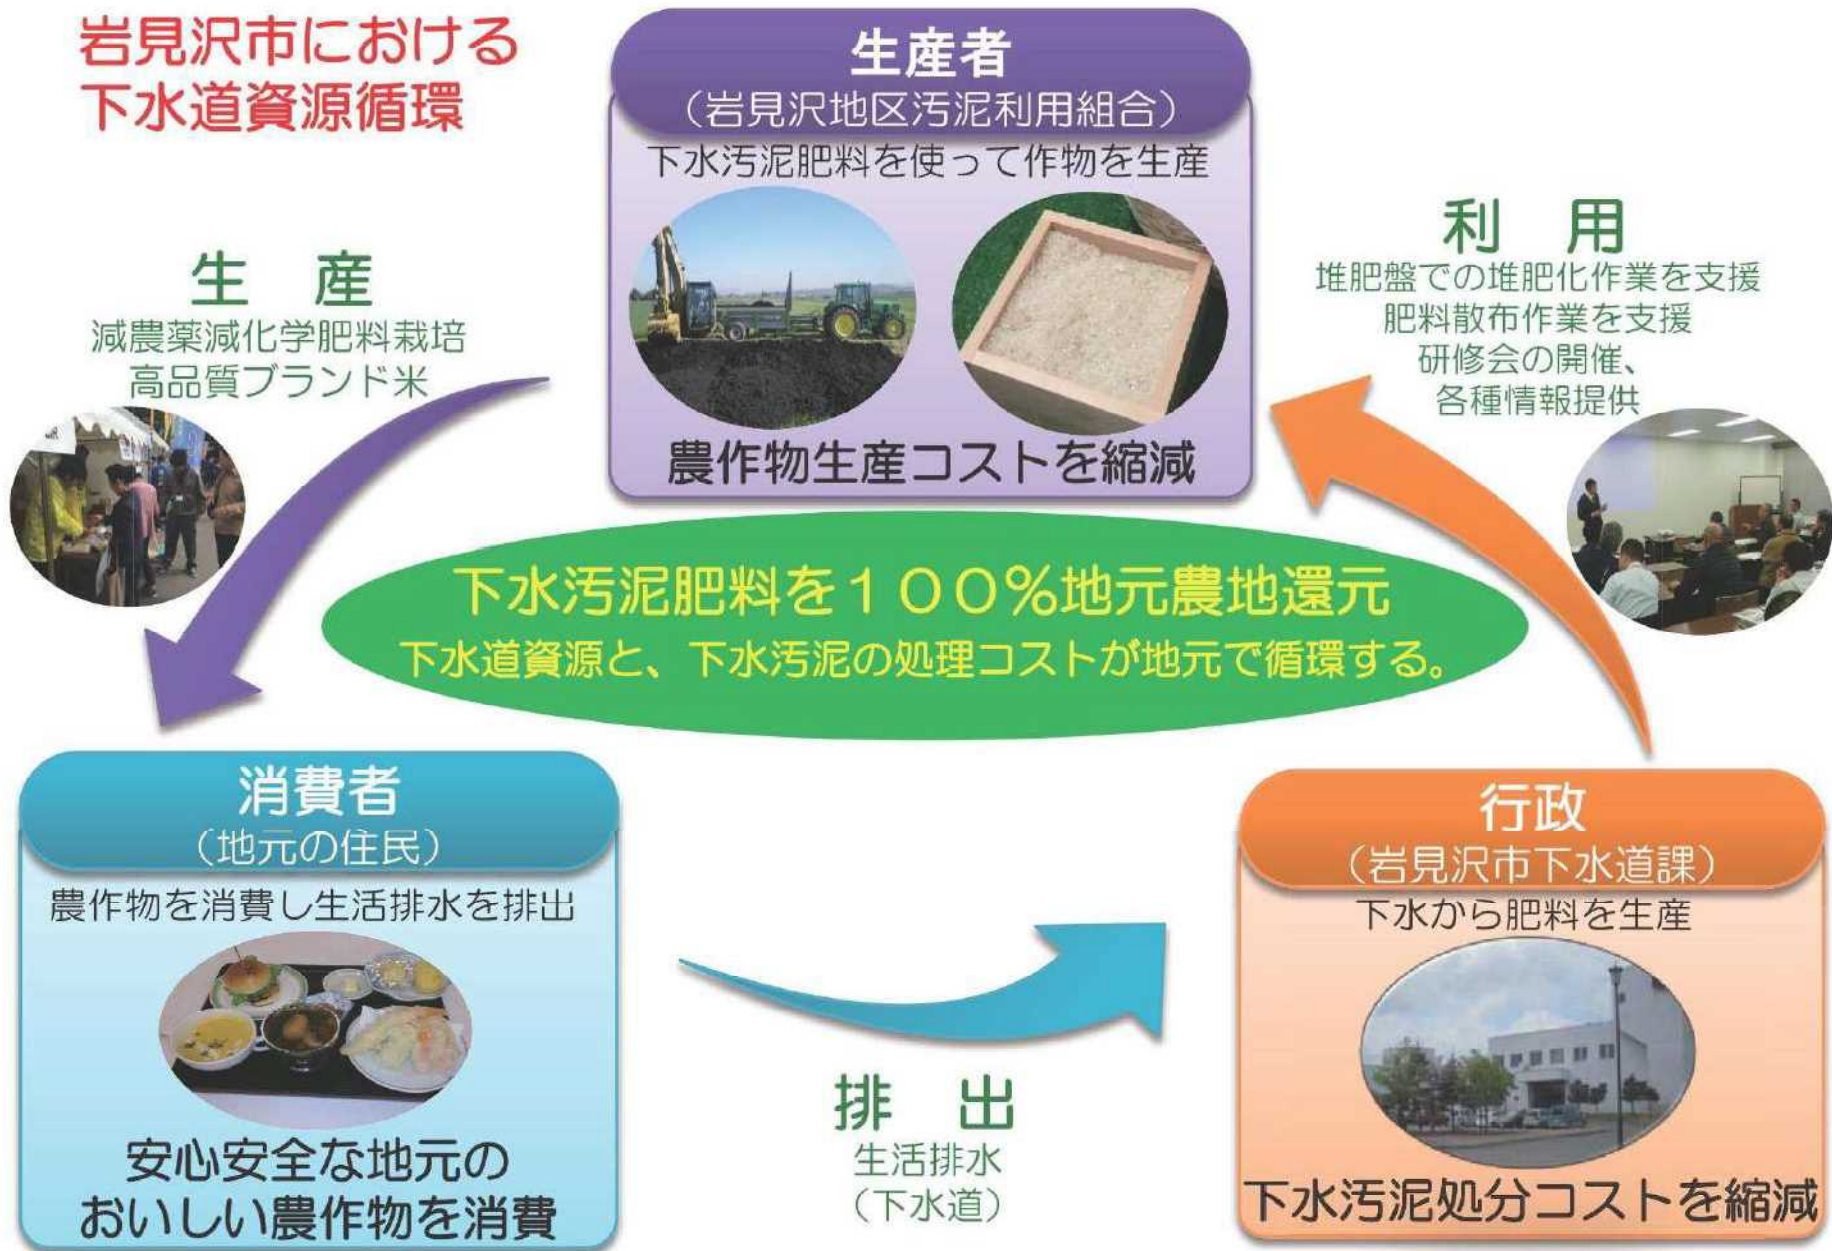 岩見沢市における
下水道資源循環
生産者
（岩見沢地区汚泥利用組合）
下水汚泥肥料を使って作物を生産
農作物生産コストを縮減
利　用
堆肥盤での堆肥化作業を支援
肥料散布作業を支援
研修会の開催、
各種情報提供
生　産
減農薬減化学肥料栽培
高品質ブランド米
下水汚泥肥料を１００％地元農地還元
下水道資源と、下水汚泥の処理コストが地元で循環する。
消費者
（地元の住民）
農作物を消費し生活排水を排出
安心安全な地元の
おいしい農作物を消費
排　出
生活排水
（下水道）
行政
（岩見沢市下水道課）
下水から肥料を生産
下水汚泥処分コストを縮減